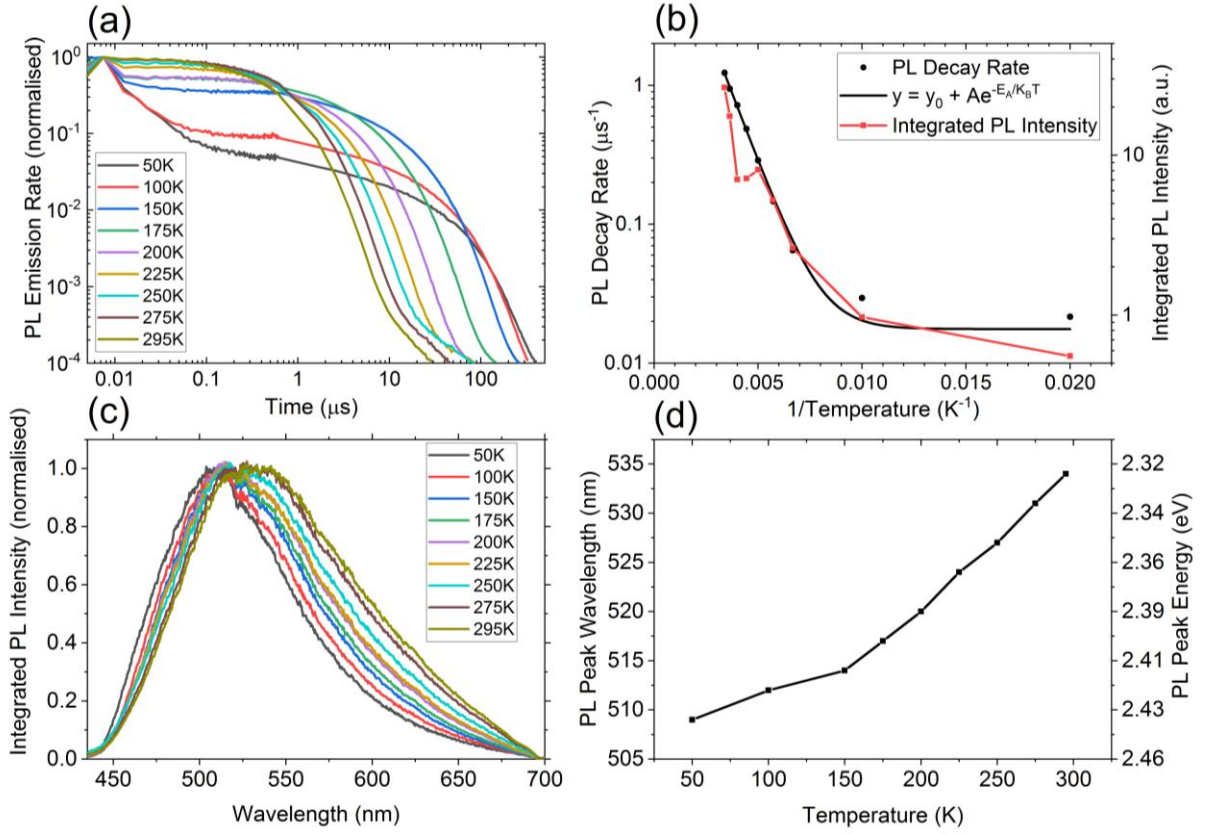 (a)
PL Emission Rate (normalised)
10⁰
10⁻¹
10⁻²
10⁻³
10⁻⁴
50K
100K
150K
175K
200K
225K
250K
275K
295K
0.01 0.1 1 10 100
Time (μs)
(b)
PL Decay Rate (μs⁻¹)
1
0.1
0.01
PL Decay Rate
y = y₀ + Ae^(-E_A/K_BT)
Integrated PL Intensity
10
1
Integrated PL Intensity (a.u.)
0.000 0.005 0.010 0.015 0.020
1/Temperature (K⁻¹)
(c)
Integrated PL Intensity (normalised)
1.0
0.8
0.6
0.4
0.2
0.0
50K
100K
150K
175K
200K
225K
250K
275K
295K
450 500 550 600 650 700
Wavelength (nm)
(d)
PL Peak Wavelength (nm)
535
530
525
520
515
510
505
2.32
2.34
2.36
2.39
2.41
2.43
2.46
PL Peak Energy (eV)
50 100 150 200 250 300
Temperature (K)